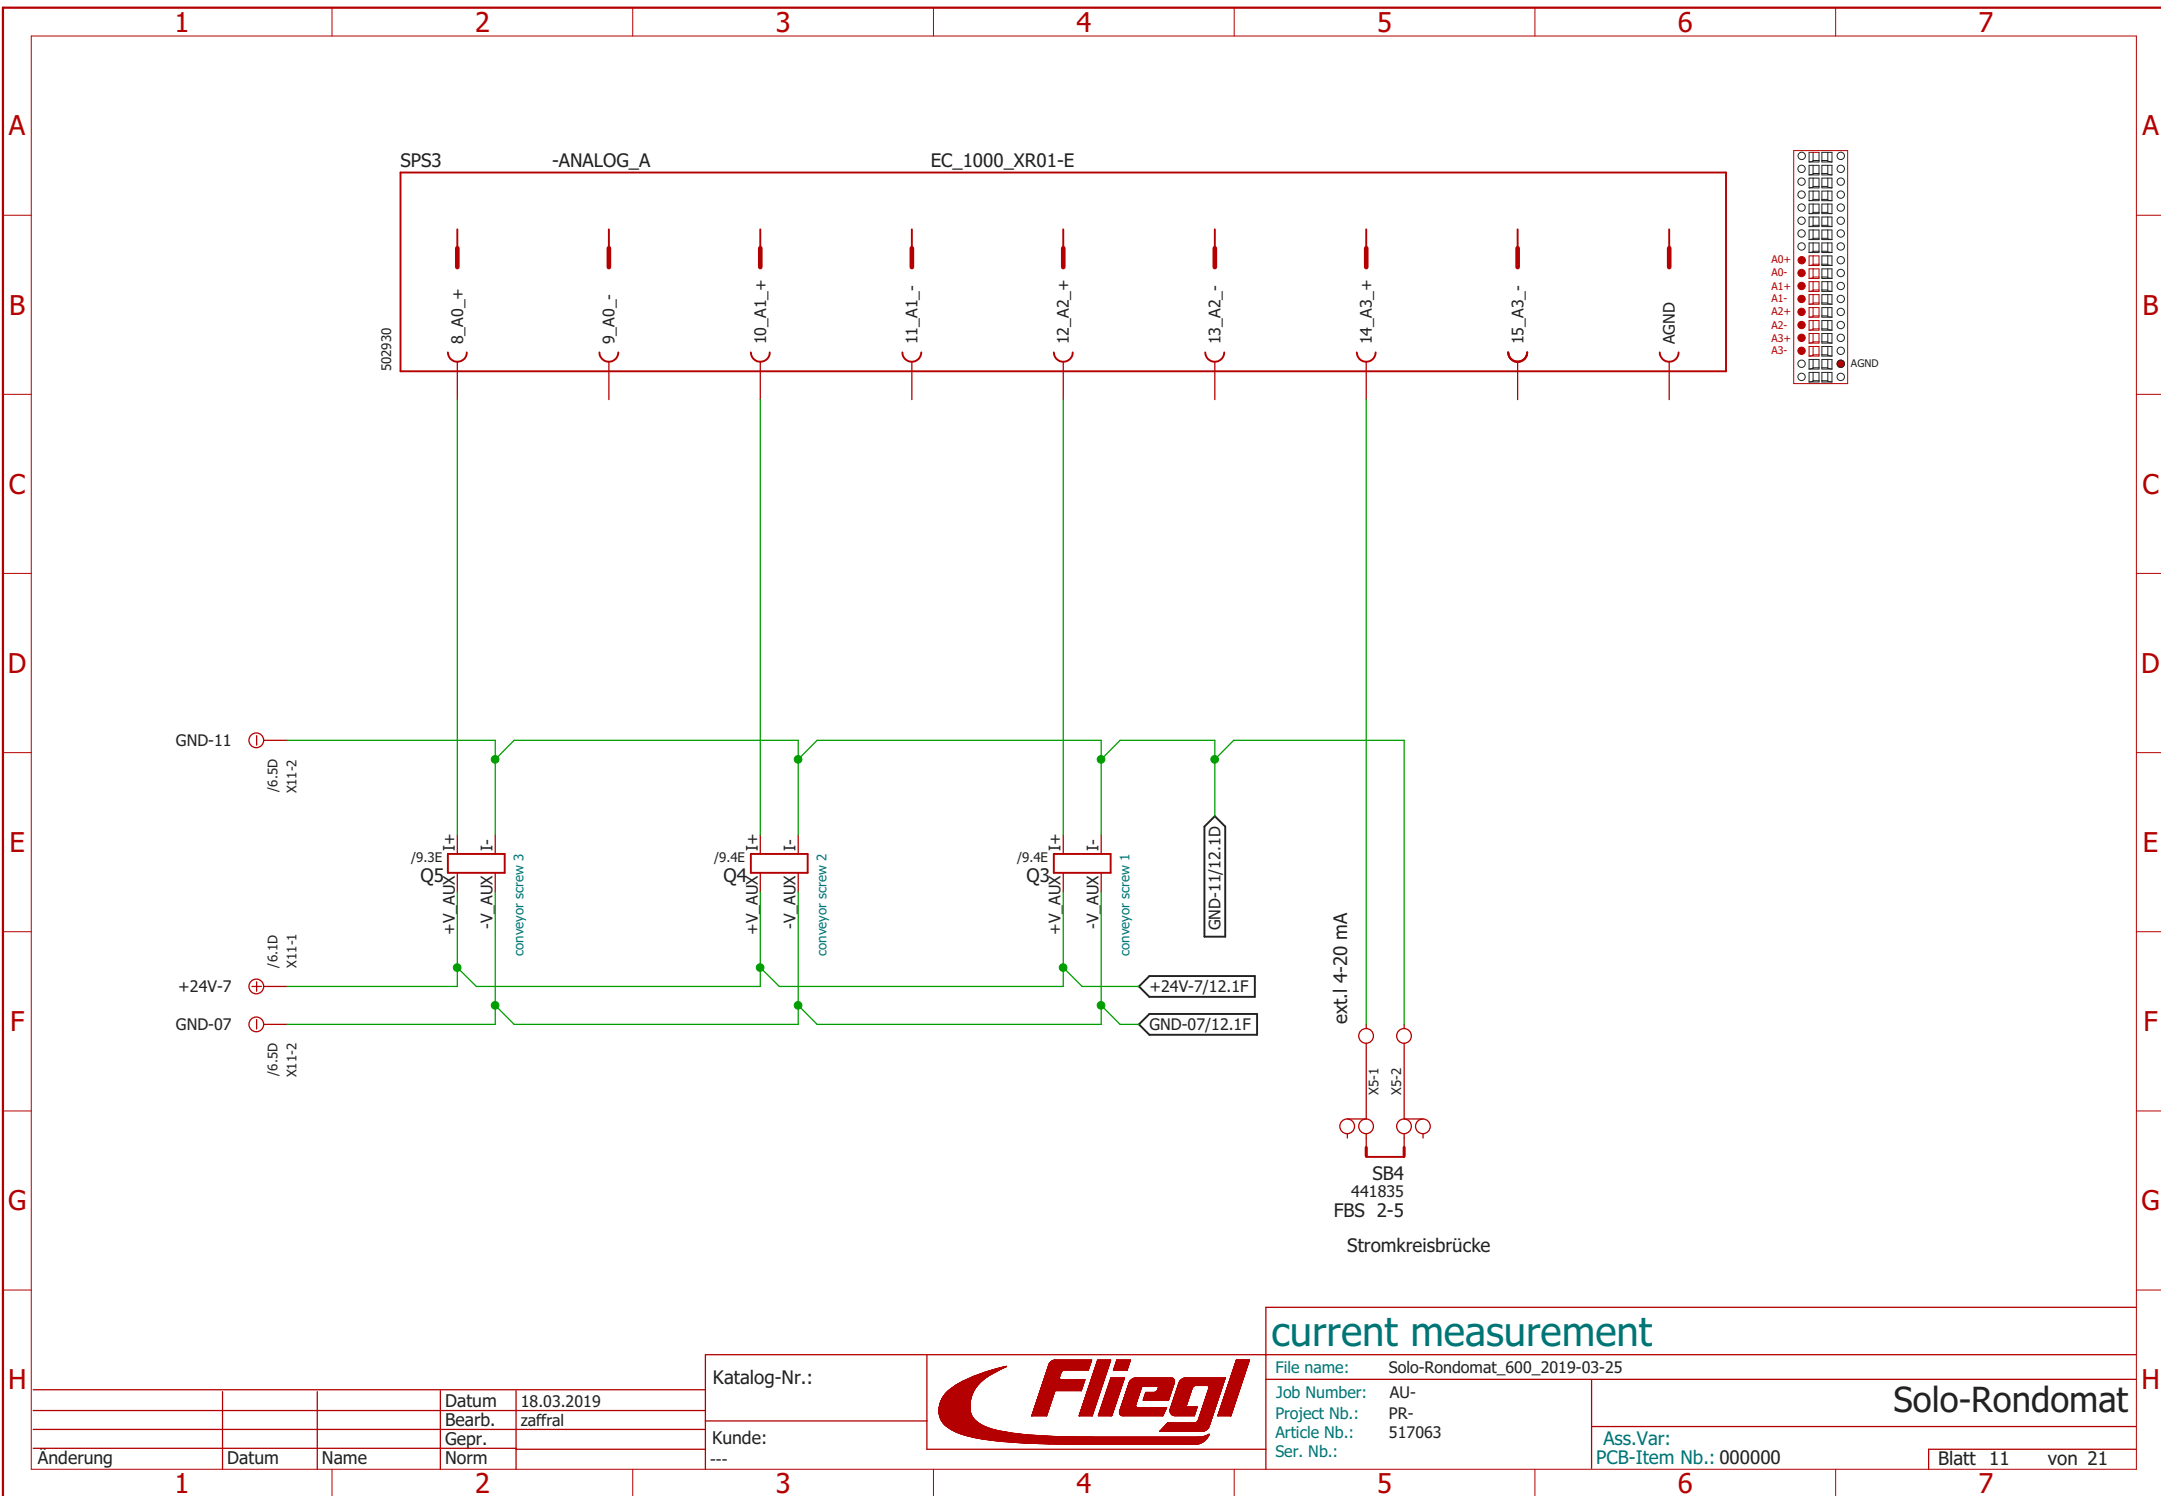 1 2 3 4 5 6 7
A A
SPS3 -ANALOG_A EC_1000_XR01-E
502930
8_A0_+
9_A0_-
10_A1_+
11_A1_-
12_A2_+
13_A2_-
14_A3_+
15_A3_-
AGND
A0+
A0-
A1+
A1-
A2+
A2-
A3+
A3-
AGND
B B
C C
D D
GND-11
/6.5D
X11-2
E E
/9.3E
Q5
I+
I-
+V_AUX
-V_AUX
conveyor screw 3
/9.4E
Q4
I+
I-
+V_AUX
-V_AUX
conveyor screw 2
/9.4E
Q3
I+
I-
+V_AUX
-V_AUX
conveyor screw 1
GND-11/12.1D
ext.I 4-20 mA
/6.1D
X11-1
+24V-7
+24V-7/12.1F
F F
GND-07
GND-07/12.1F
/6.5D
X11-2
X5-1
X5-2
G G
SB4
441835
FBS 2-5
Stromkreisbrücke
H H
current measurement
File name: Solo-Rondomat_600_2019-03-25
Job Number: AU-
Project Nb.: PR-
Article Nb.: 517063
Ser. Nb.:
Solo-Rondomat
Ass.Var:
PCB-Item Nb.: 000000
Blatt 11 von 21
Katalog-Nr.:
Kunde:
---
Fliegl
Datum 18.03.2019
Bearb. zaffral
Gepr.
Änderung Datum Name Norm
1 2 3 4 5 6 7